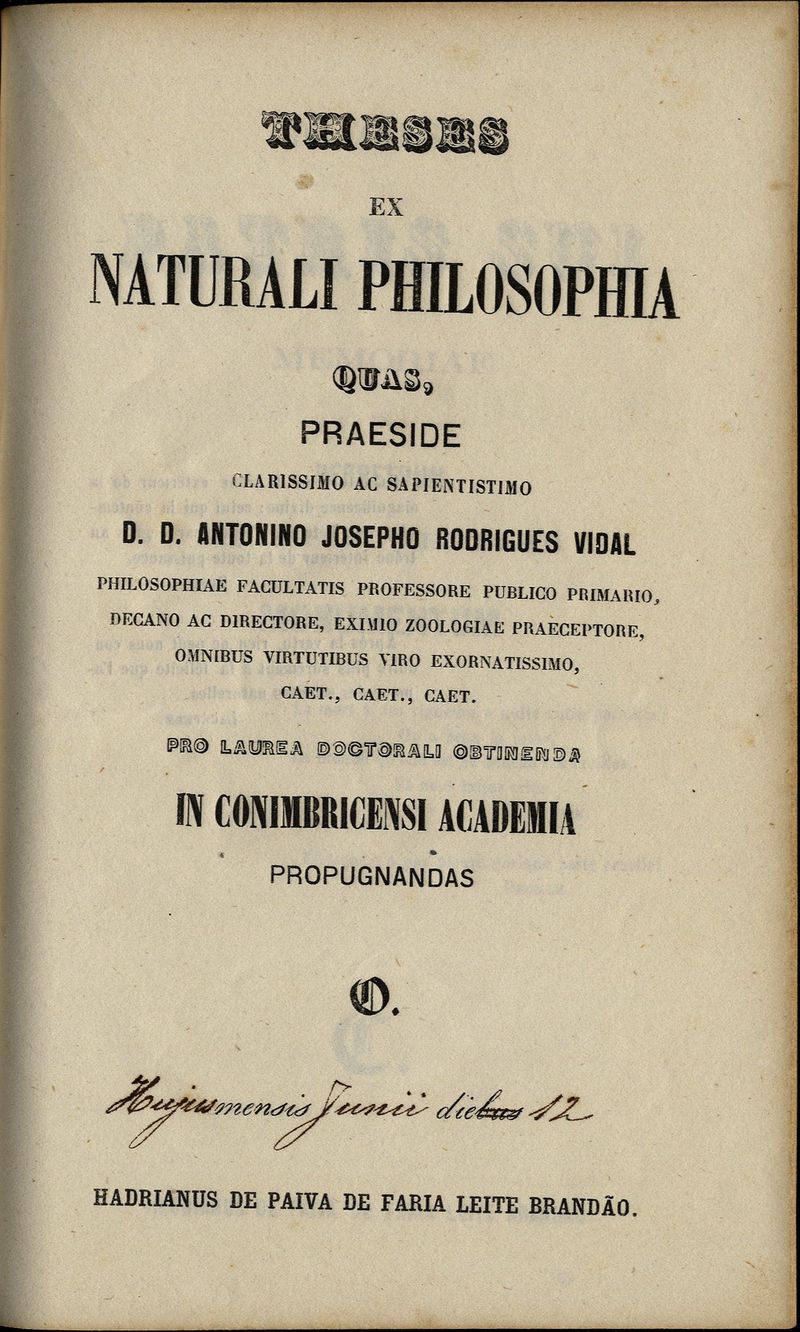 THESES
EX
NATURALI PHILOSOPHIA
QUAS,
PRAESIDE
CLARISSIMO AC SAPIENTISTIMO
D. D. ANTONINO JOSEPHO RODRIGUES VIDAL
PHILOSOPHIAE FACULTATIS PROFESSORE PUBLICO PRIMARIO,
DECANO AC DIRECTORE, EXIMIO ZOOLOGIAE PRAECEPTORE,
OMNIBUS VIRTUTIBUS VIRO EXORNATISSIMO,
CAET., CAET., CAET.
PRO LAUREA DOCTORALI OBTINENDA
IN CONIMBRICENSI ACADEMIA
PROPUGNANDAS
O.
Hujus mensis Junii die 12
HADRIANUS DE PAIVA DE FARIA LEITE BRANDÃO.